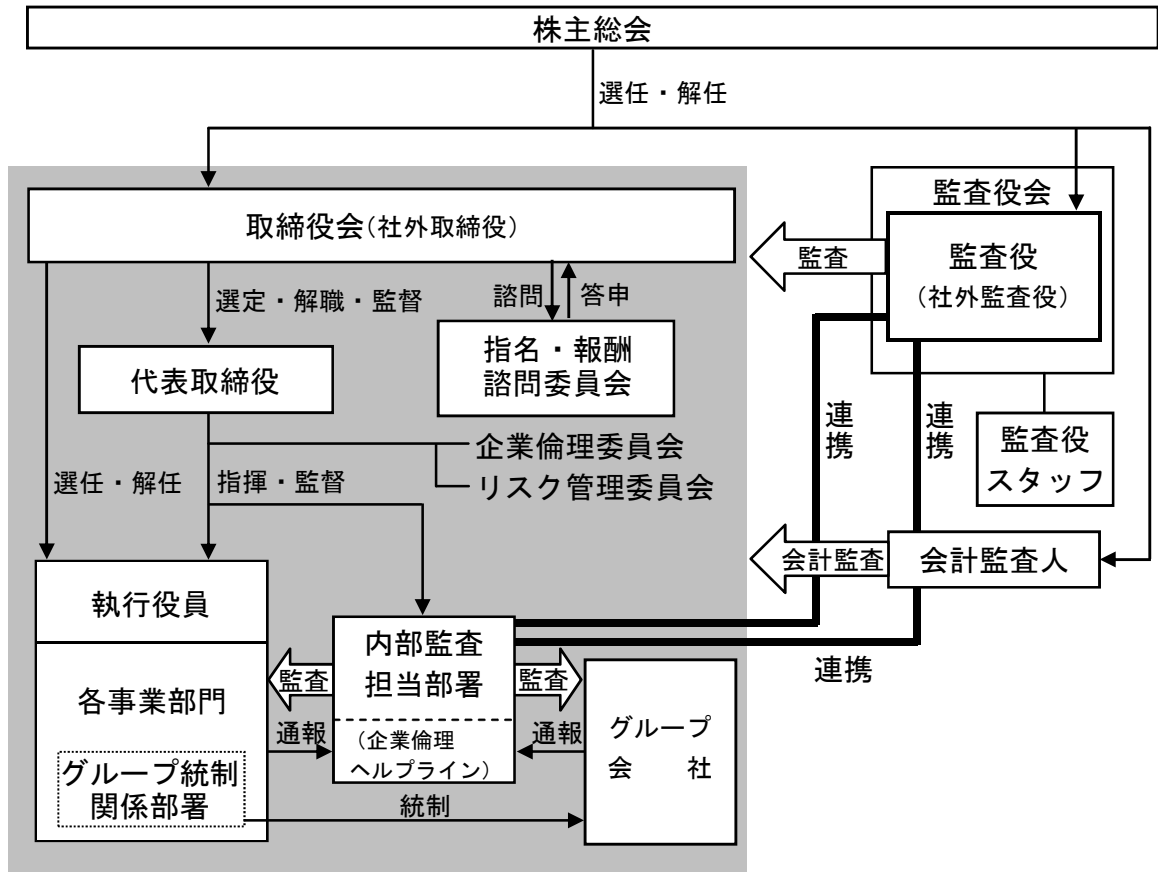 株主総会
選任・解任
取締役会(社外取締役)
監査役会
監査役
(社外監査役)
監査
選定・解職・監督
諮問
答申
指名・報酬
諮問委員会
代表取締役
連携
連携
監査役
スタッフ
企業倫理委員会
リスク管理委員会
選任・解任
指揮・監督
会計監査
会計監査人
執行役員
内部監査
担当部署
監査
監査
連携
各事業部門
グループ
会　社
通報
(企業倫理
ヘルプライン)
通報
グループ統制
関係部署
統制